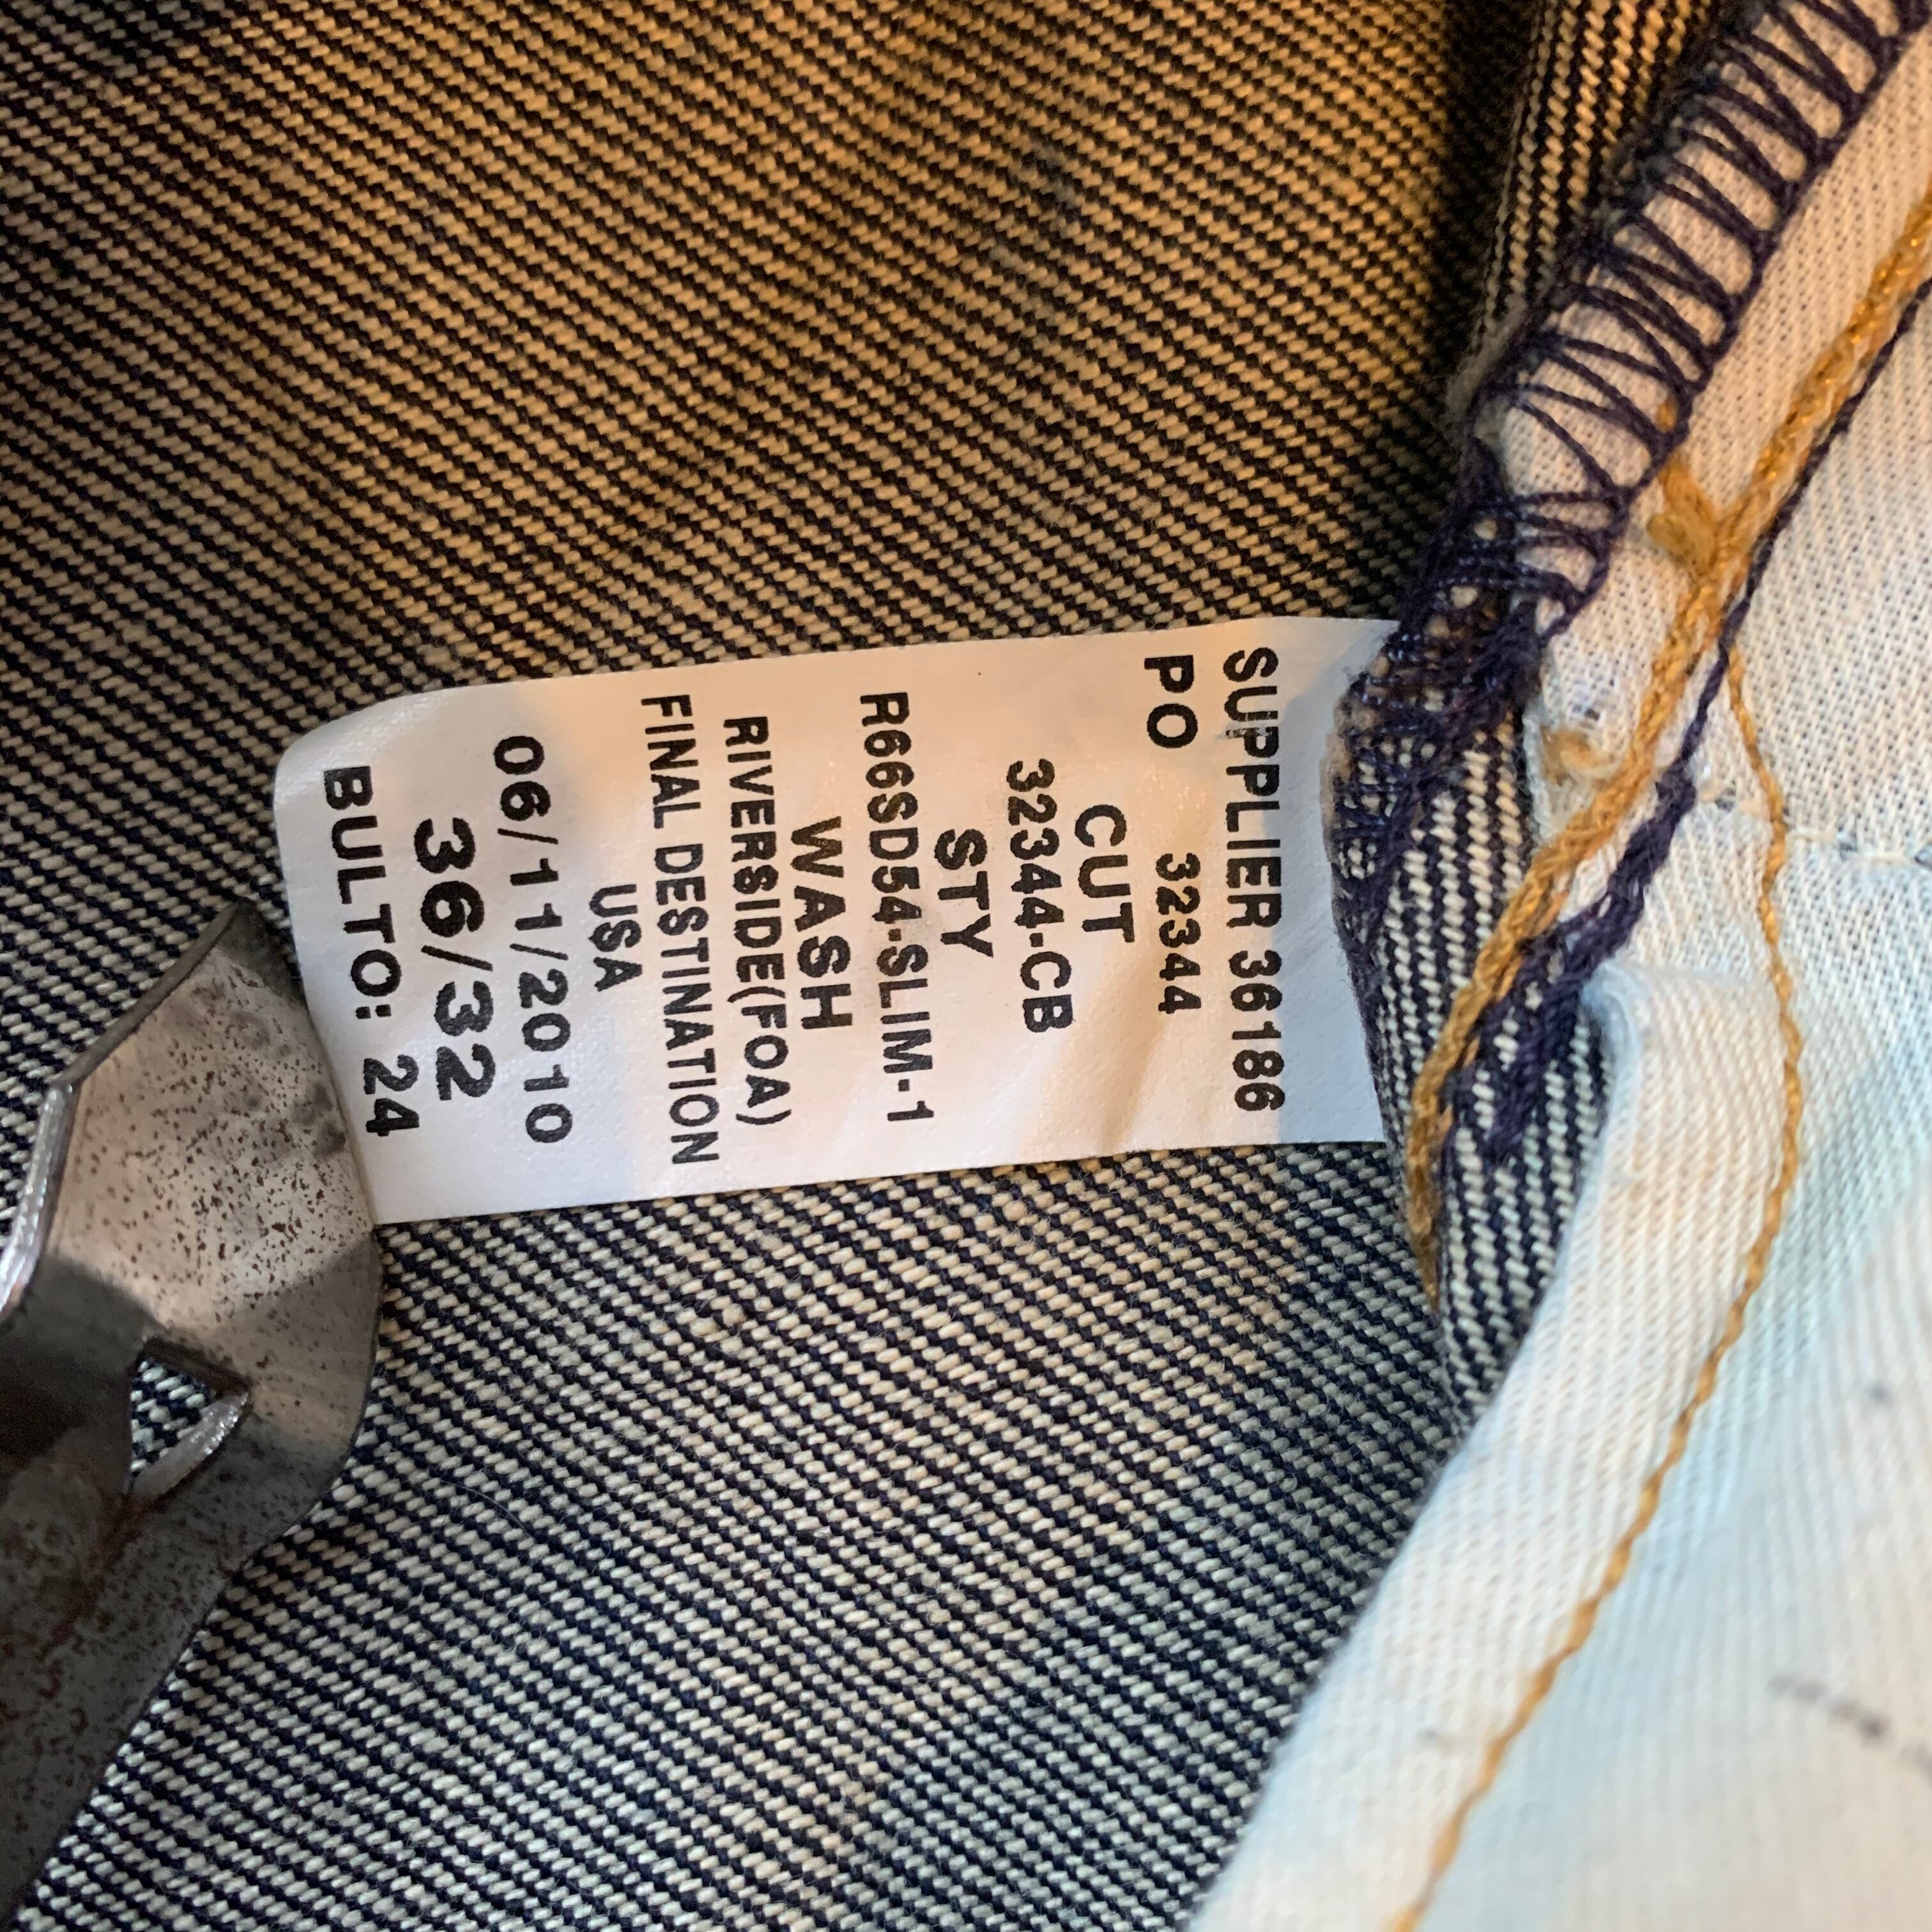 SUPPLIER 36186
PO 32344
CUT
32344-CB
STY
R66SD54-SLIM-1
WASH
RIVERSIDE(FOA)
FINAL DESTINATION
USA
06/11/2010
36/32
BULTO: 24